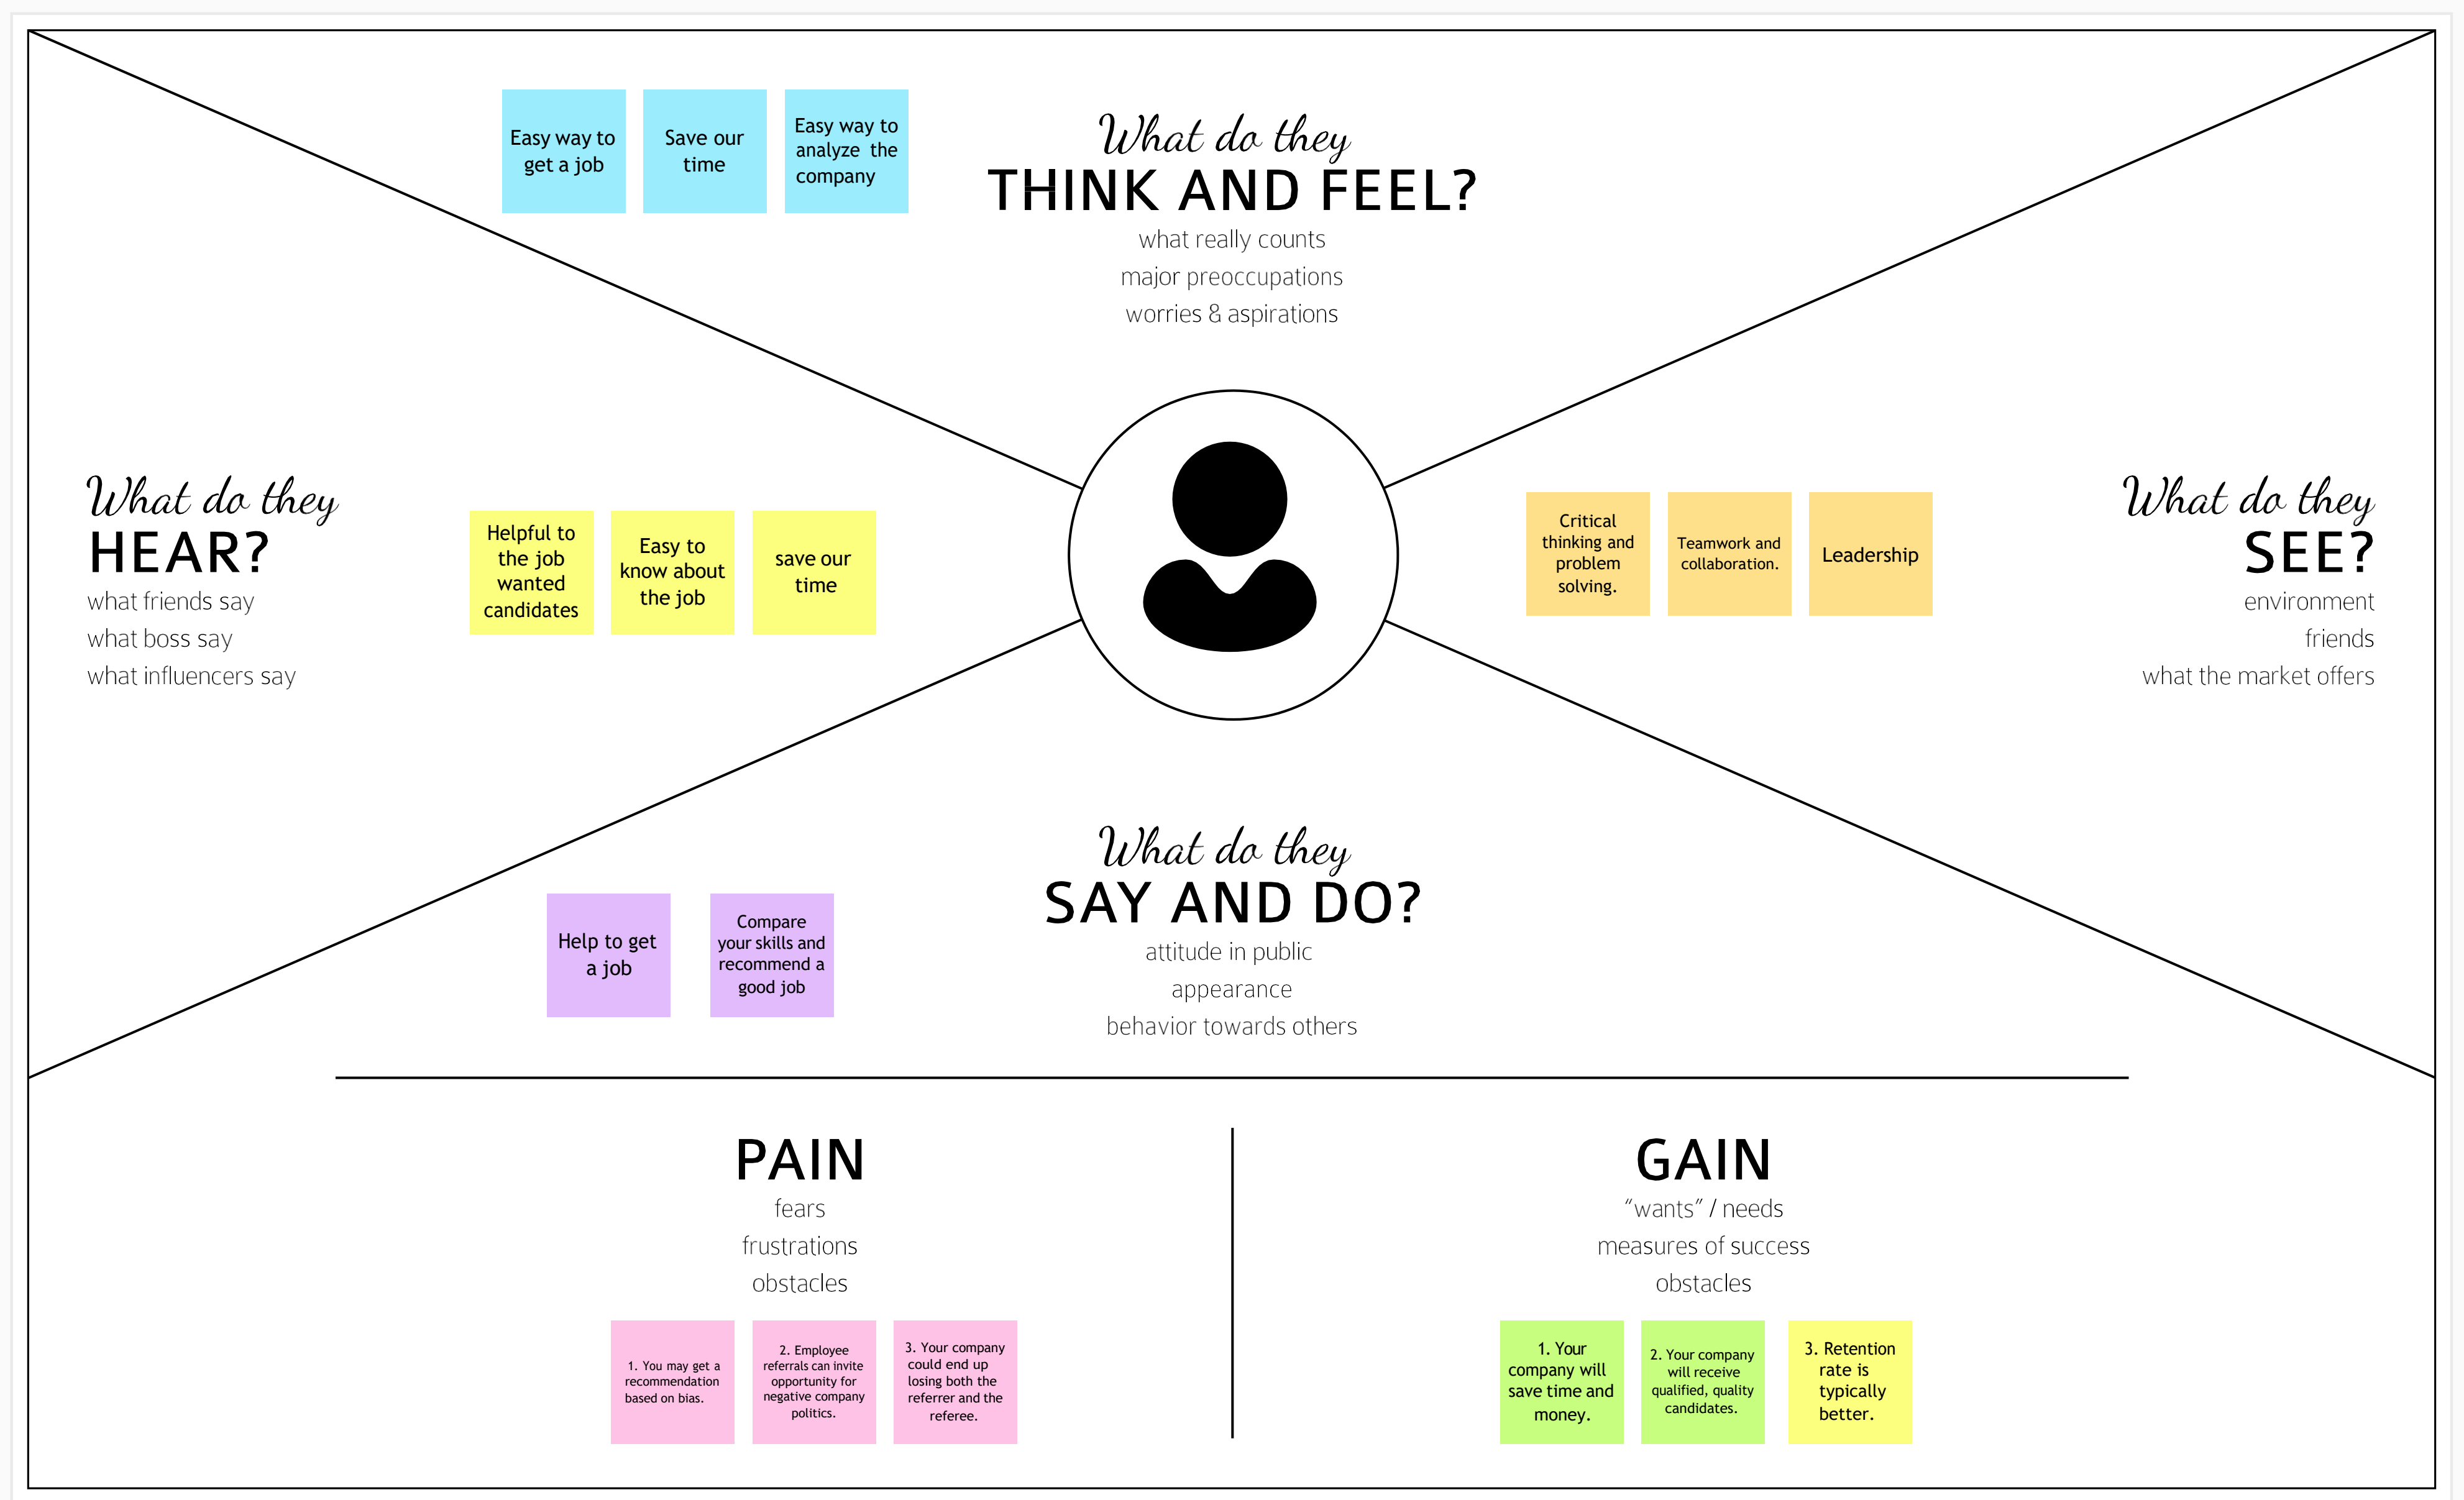 Easy way to
get a job
Save our
time
Easy way to
analyze the
company
What do they
THINK AND FEEL?
what really counts
major preoccupations
worries & aspirations
What do they
HEAR?
what friends say
what boss say
what influencers say
Helpful to
the job
wanted
candidates
Easy to
know about
the job
save our
time
Critical
thinking and
problem
solving.
Teamwork and
collaboration.
Leadership
What do they
SEE?
environment
friends
what the market offers
What do they
SAY AND DO?
attitude in public
appearance
behavior towards others
Help to get
a job
Compare
your skills and
recommend a
good job
PAIN
fears
frustrations
obstacles
1. You may get a
recommendation
based on bias.
2. Employee
referrals can invite
opportunity for
negative company
politics.
3. Your company
could end up
losing both the
referrer and the
referee.
GAIN
“wants” / needs
measures of success
obstacles
1. Your
company will
save time and
money.
2. Your company
will receive
qualified, quality
candidates.
3. Retention
rate is
typically
better.